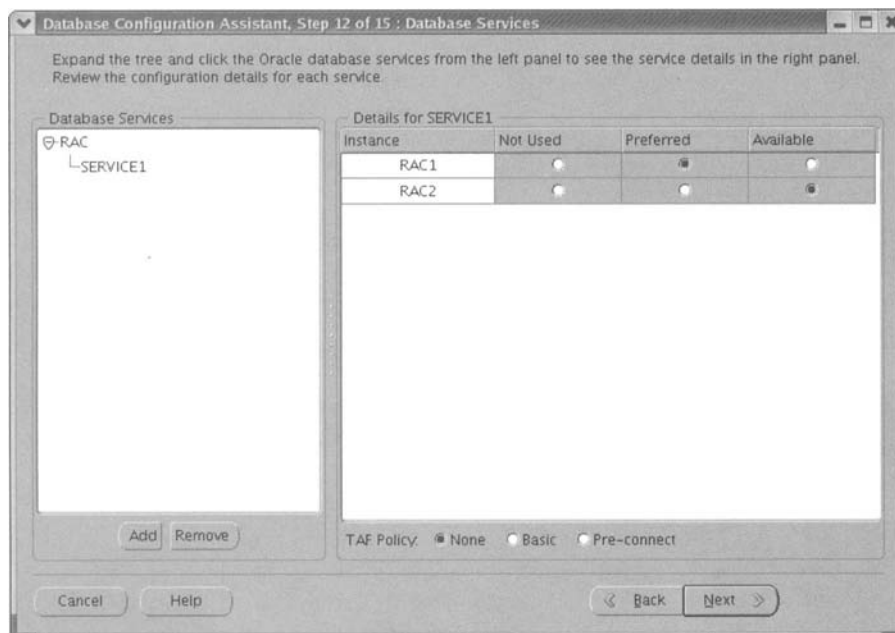 Database Configuration Assistant, Step 12 of 15 : Database Services
Expand the tree and click the Oracle database services from the left panel to see the service details in the right panel.
Review the configuration details for each service.
Database Services
RAC
SERVICE1
Details for SERVICE1
Instance Not Used Preferred Available
RAC1
RAC2
Add Remove
TAF Policy: None Basic Pre-connect
Cancel Help Back Next